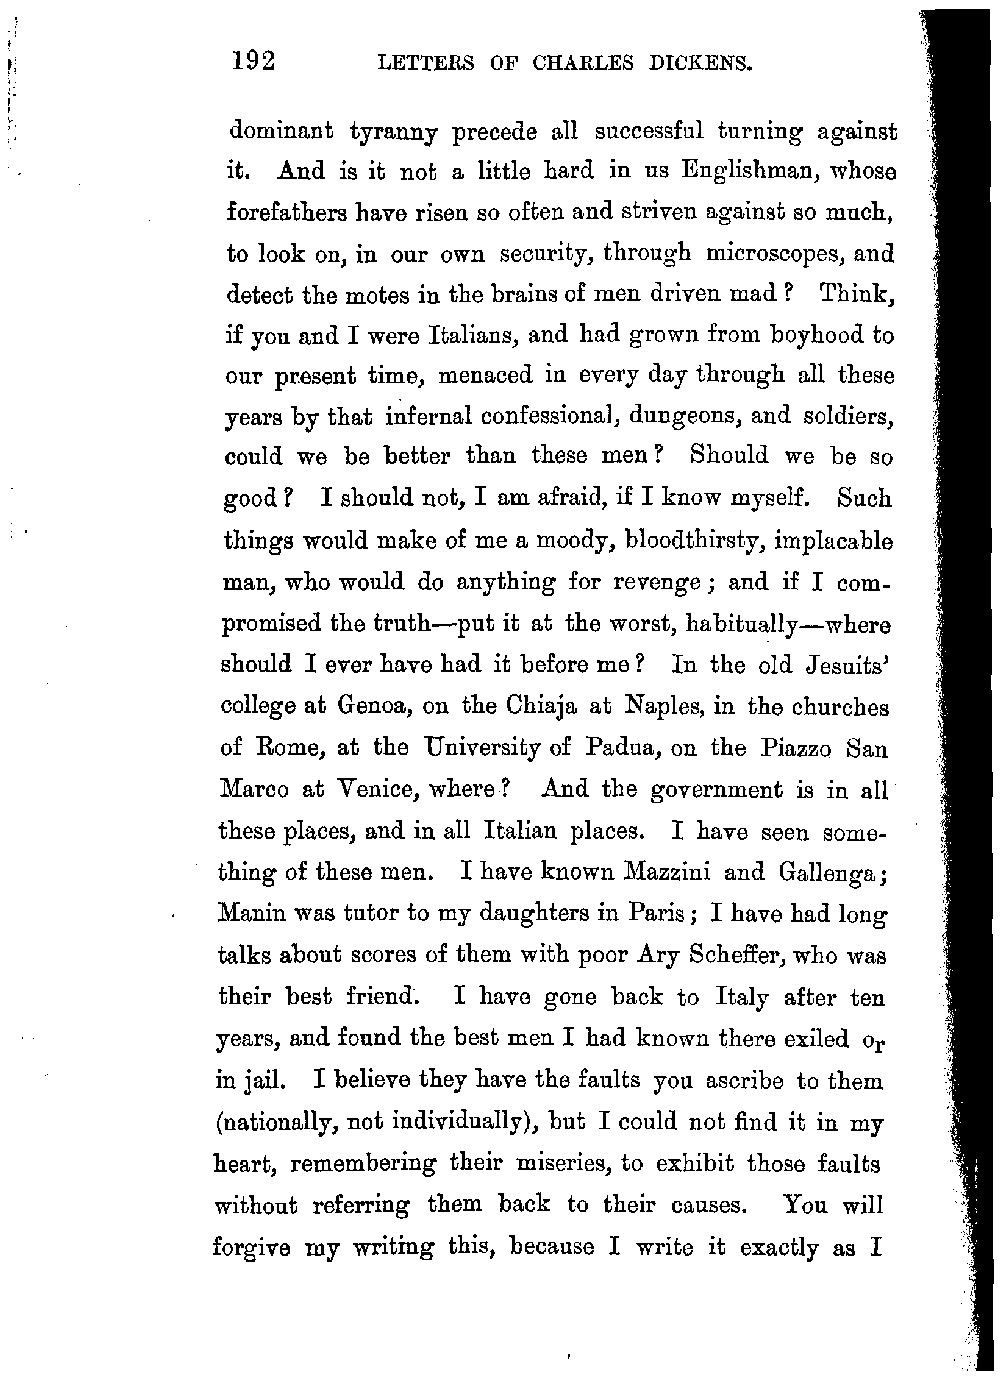 192 LETTERS OF CHARLES DICKENS.
dominant tyranny precede all successful turning against
it. And is it not a little hard in us Englishman, whose
forefathers have risen so often and striven against so much,
to look on, in our own security, through microscopes, and
detect the motes in the brains of men driven mad? Think,
if you and I were Italians, and had grown from boyhood to
our present time, menaced in every day through all these
years by that infernal confessional, dungeons, and soldiers,
could we be better than these men? Should we be so
good? I should not, I am afraid, if I know myself. Such
things would make of me a moody, bloodthirsty, implacable
man, who would do anything for revenge; and if I com-
promised the truth—put it at the worst, habitually—where
should I ever have had it before me? In the old Jesuits'
college at Genoa, on the Chiaja at Naples, in the churches
of Rome, at the University of Padua, on the Piazzo San
Marco at Venice, where? And the government is in all
these places, and in all Italian places. I have seen some-
thing of these men. I have known Mazzini and Gallenga;
Manin was tutor to my daughters in Paris; I have had long
talks about scores of them with poor Ary Scheffer, who was
their best friend. I have gone back to Italy after ten
years, and found the best men I had known there exiled or
in jail. I believe they have the faults you ascribe to them
(nationally, not individually), but I could not find it in my
heart, remembering their miseries, to exhibit those faults
without referring them back to their causes. You will
forgive my writing this, because I write it exactly as I